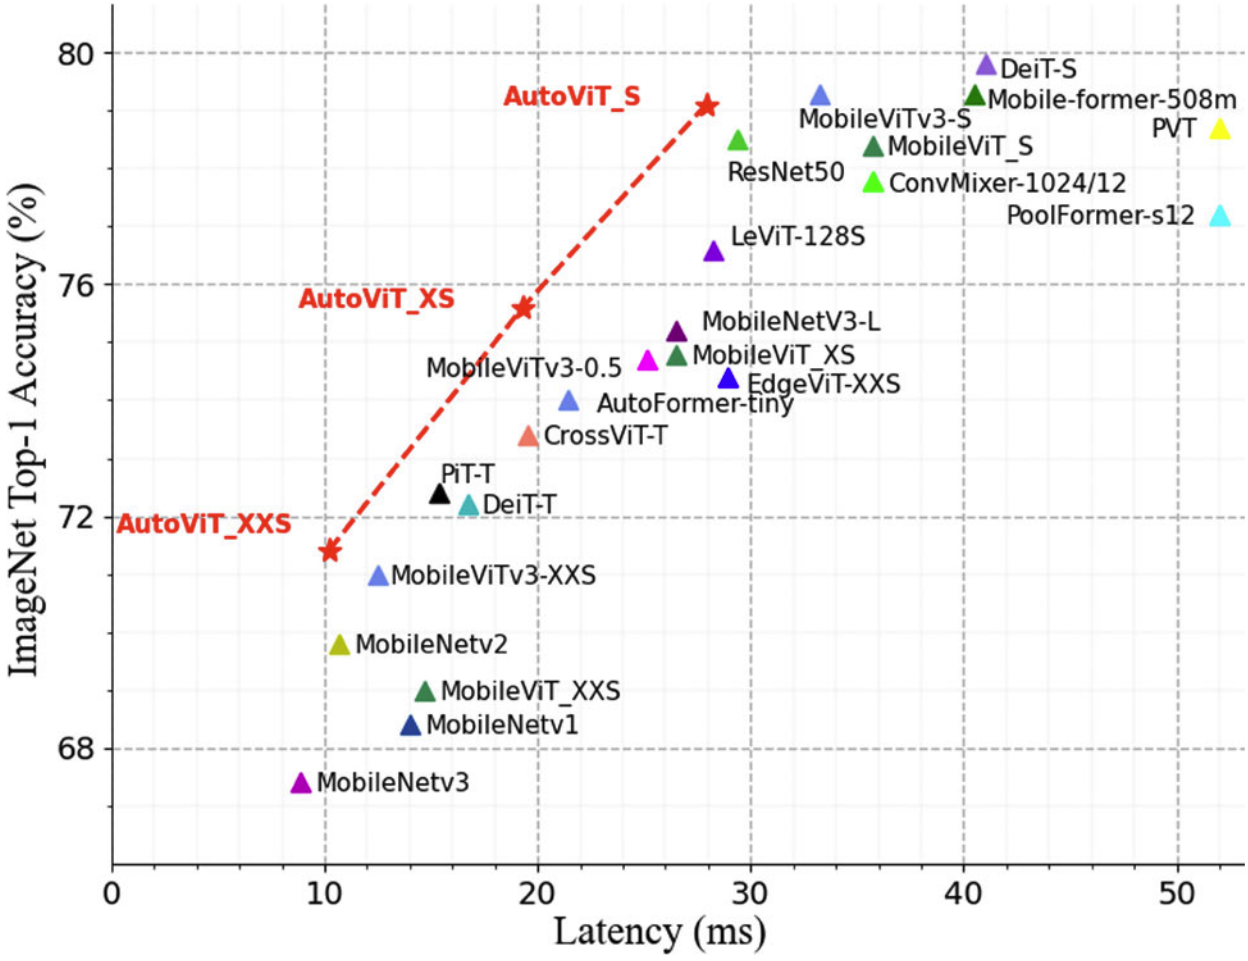 80
DeiT-S
AutoViT_S
Mobile-former-508m
MobileViTv3-S
PVT
MobileViT_S
ResNet50
ConvMixer-1024/12
PoolFormer-s12
LeViT-128S
76
AutoViT_XS
MobileNetV3-L
MobileViT_XS
MobileViTv3-0.5
EdgeViT-XXS
AutoFormer-tiny
CrossViT-T
PiT-T
DeiT-T
72
AutoViT_XXS
MobileViTv3-XXS
MobileNetv2
MobileViT_XXS
MobileNetv1
68
MobileNetv3
ImageNet Top-1 Accuracy (%)
0 10 20 30 40 50
Latency (ms)